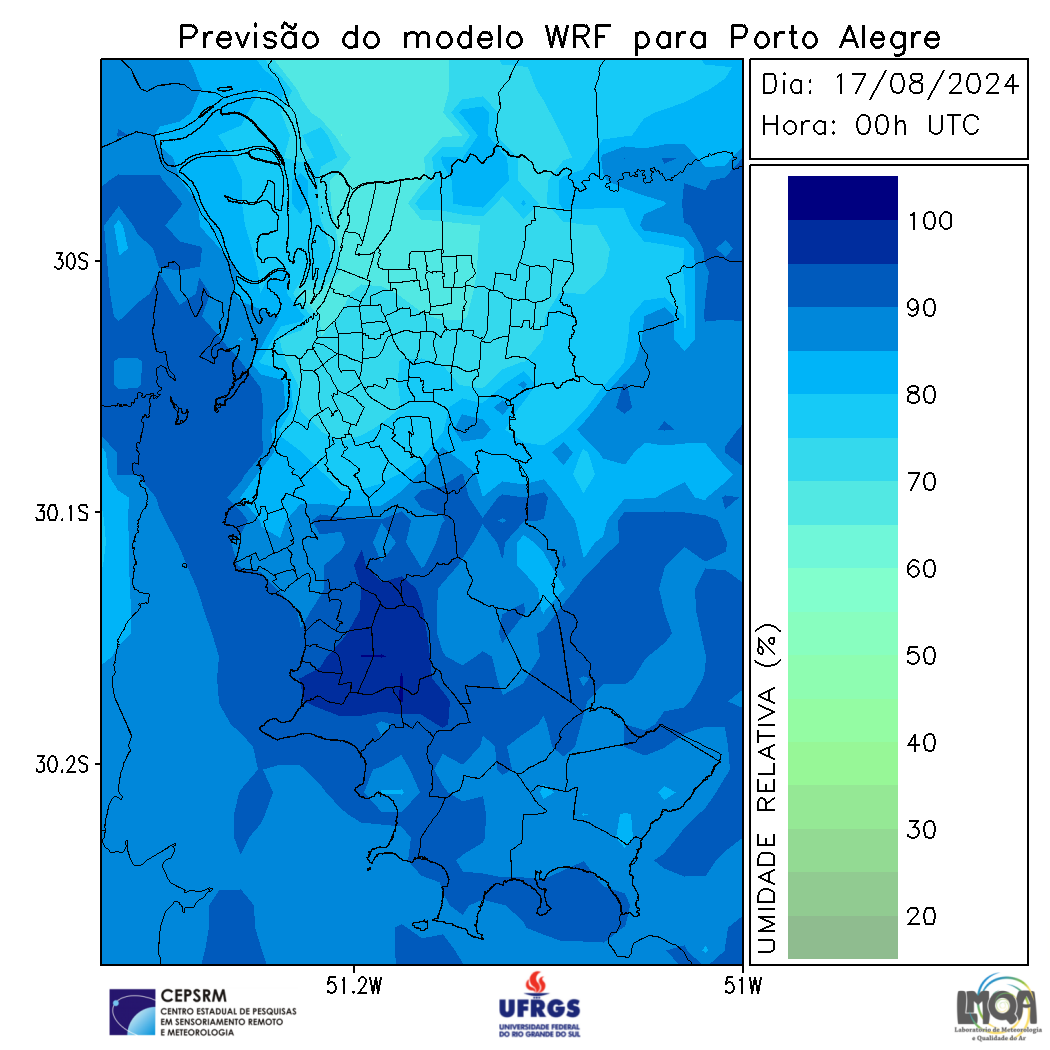 Previsão do modelo WRF para Porto Alegre
Dia: 17/08/2024
Hora: 00h UTC
30S
30.1S
30.2S
51.2W
51W
100
90
80
70
60
50
40
30
20
UMIDADE RELATIVA (%)
CEPSRM
CENTRO ESTADUAL DE PESQUISAS
EM SENSORIAMENTO REMOTO
E METEOROLOGIA
UFRGS
UNIVERSIDADE FEDERAL
DO RIO GRANDE DO SUL
LMQA
Laboratório de Meteorologia
e Qualidade do Ar